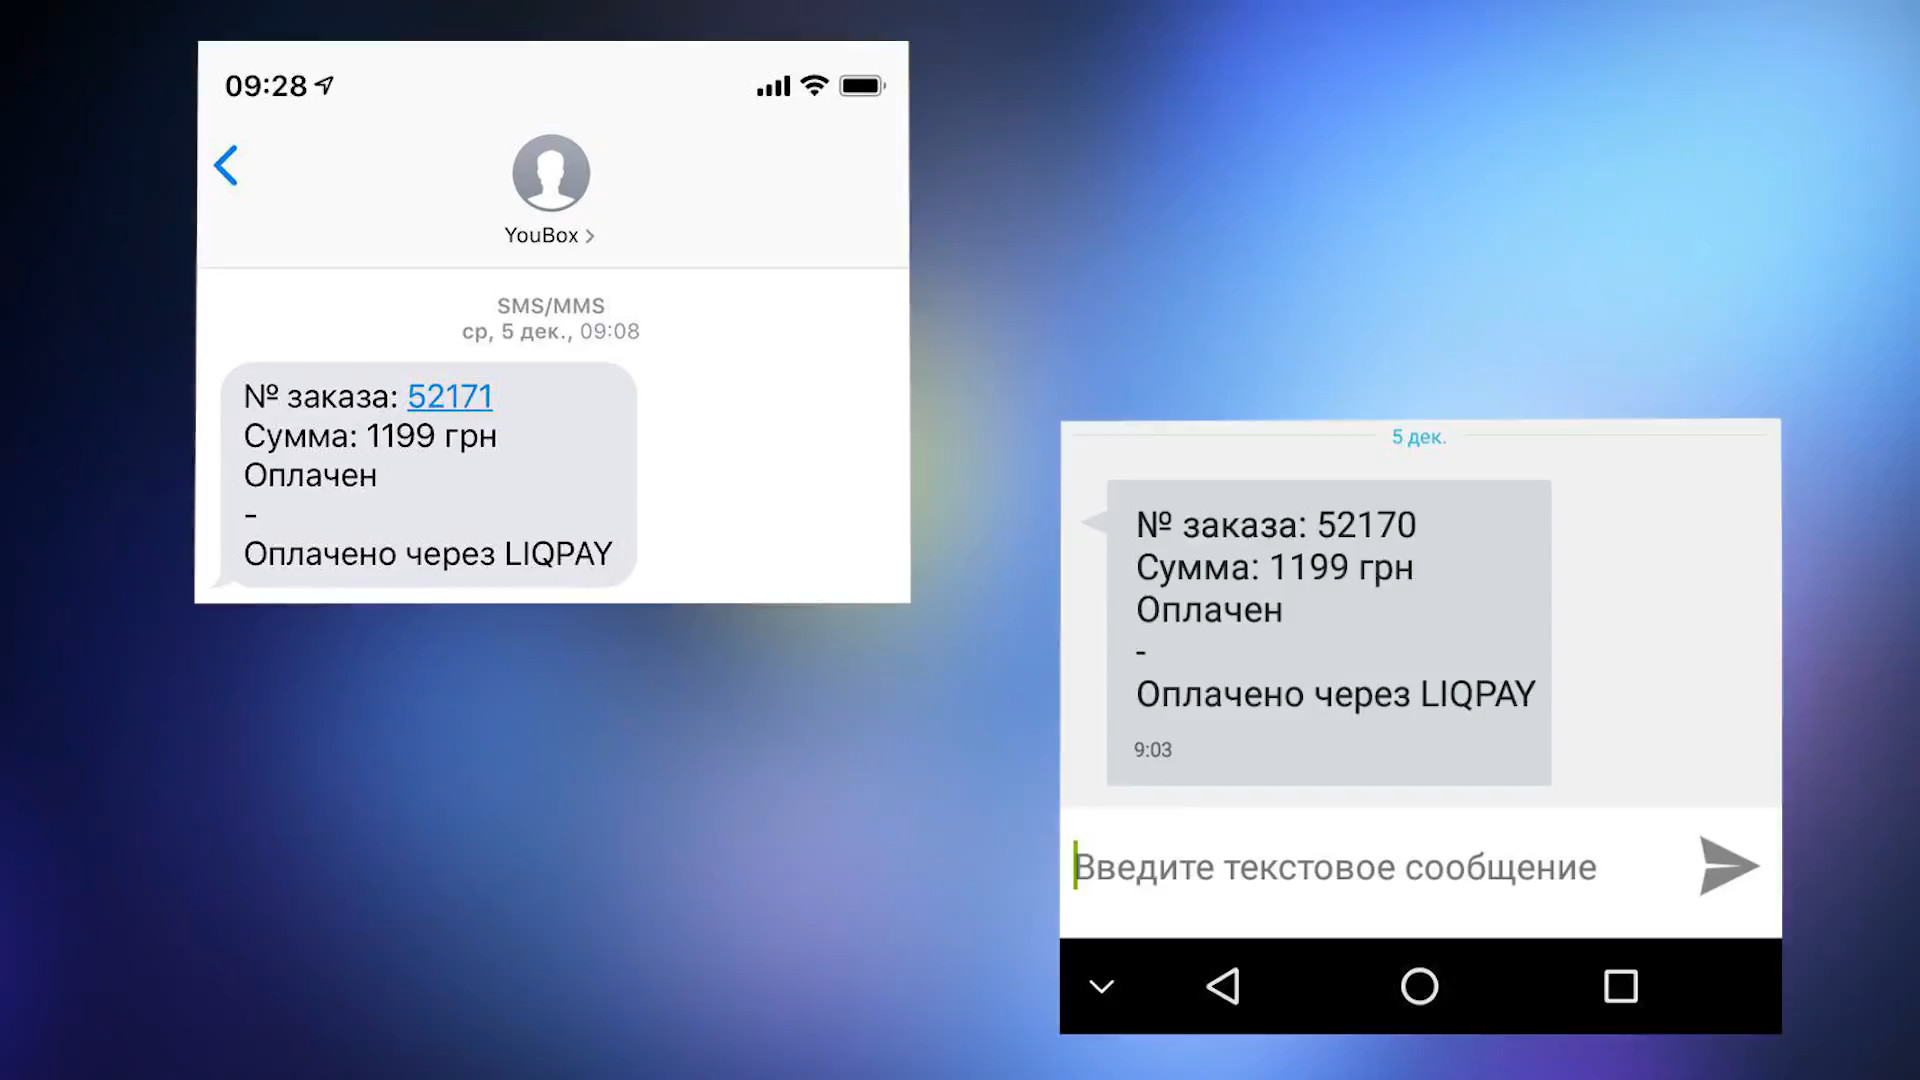 09:28
YouBox
SMS/MMS
ср, 5 дек., 09:08
№ заказа: 52171
Сумма: 1199 грн
Оплачен
-
Оплачено через LIQPAY
5 дек.
№ заказа: 52170
Сумма: 1199 грн
Оплачен
-
Оплачено через LIQPAY
9:03
Введите текстовое сообщение